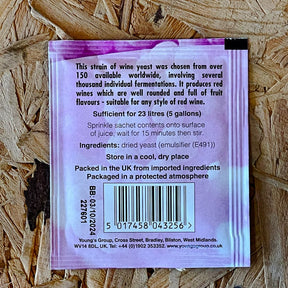 This strain of wine yeast was chosen from over
150 available worldwide, involving several
thousand individual fermentations. It produces red
wines which are well rounded and full of fruit
flavours - suitable for any style of red wine.
Sufficient for 23 litres (5 gallons)
Sprinkle sachet contents onto surface
of juice, wait for 15 minutes then stir.
Ingredients: dried yeast (emulsifier (E491))
Store in a cool, dry place
Packed in the UK from imported ingredients
Packaged in a protected atmosphere
BB: 03/10/2024
227601
5 017458 043256 >
Young's Group, Cross Street, Bradley, Bilston, West Midlands.
WV14 8DL, UK. Tel: +44 (0)1902 353352. www.youngsgroup.co.uk